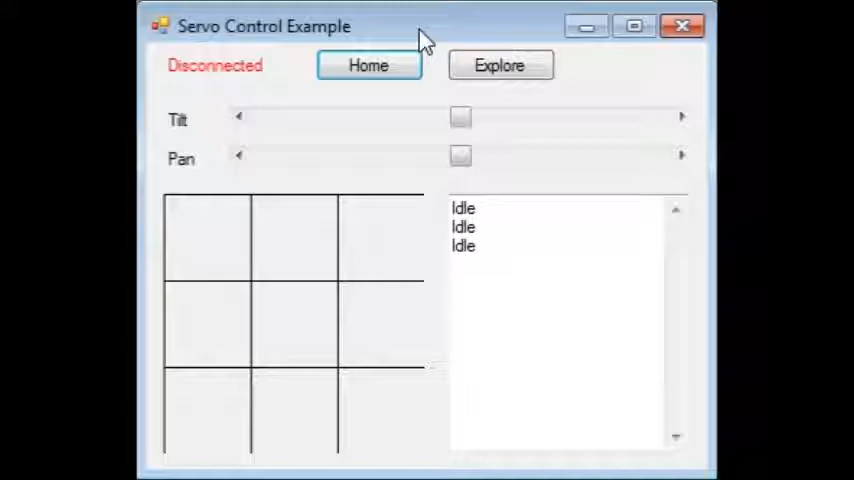 Servo Control Example
Disconnected
Home
Explore
Tilt
Pan
Idle
Idle
Idle